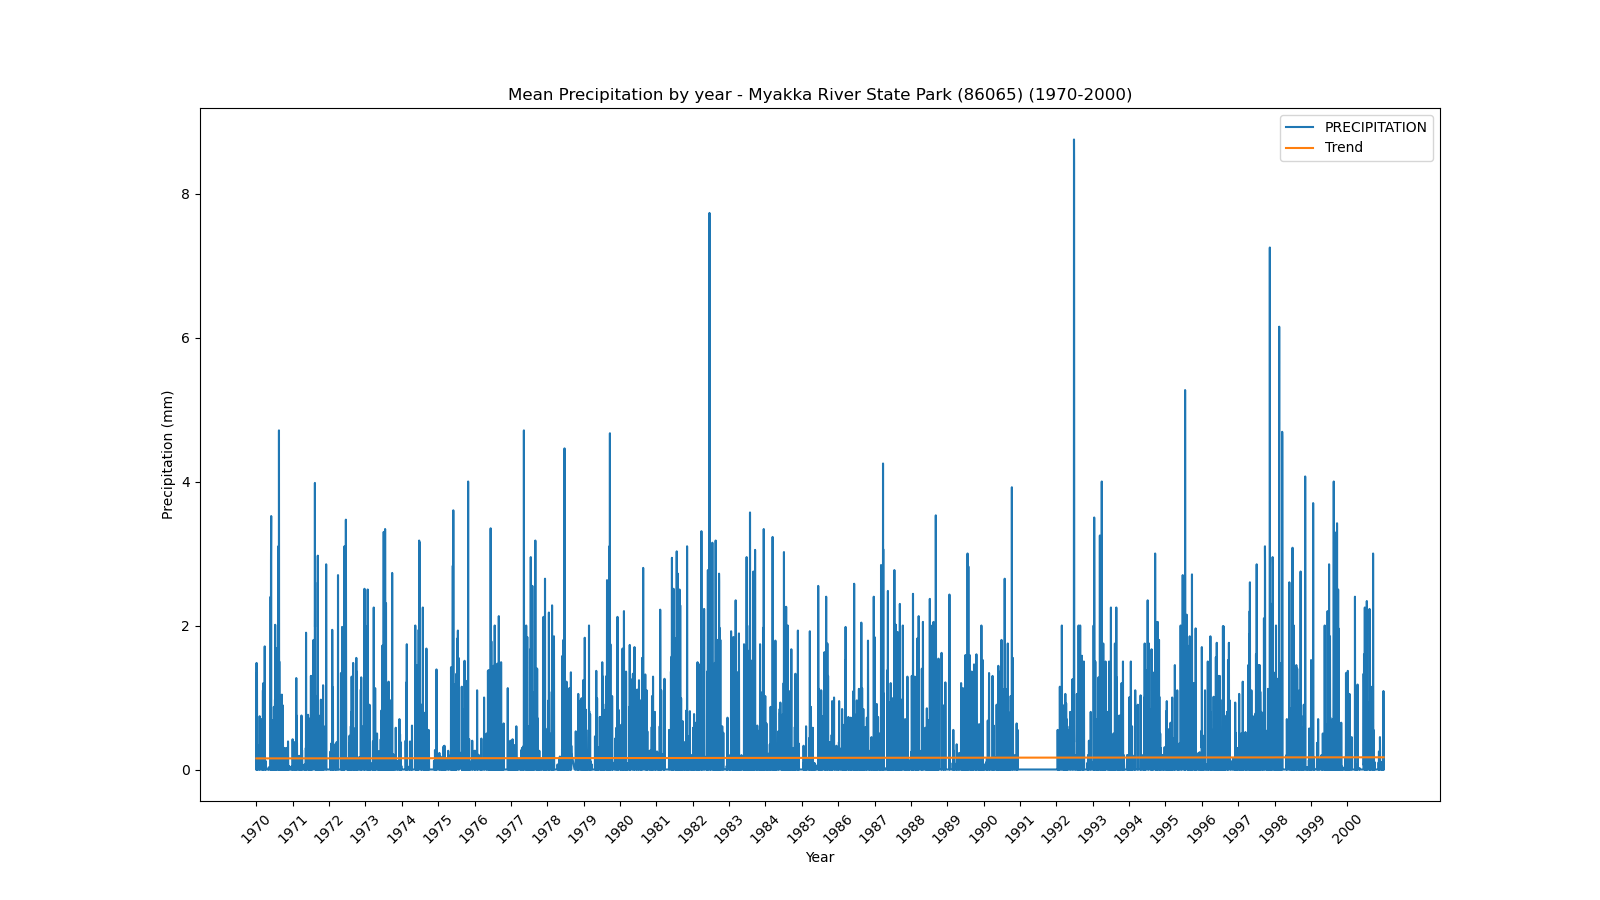 Mean Precipitation by year - Myakka River State Park (86065) (1970-2000)
PRECIPITATION
Trend
8
6
4
2
0
Precipitation (mm)
1970 1971 1972 1973 1974 1975 1976 1977 1978 1979 1980 1981 1982 1983 1984 1985 1986 1987 1988 1989 1990 1991 1992 1993 1994 1995 1996 1997 1998 1999 2000
Year